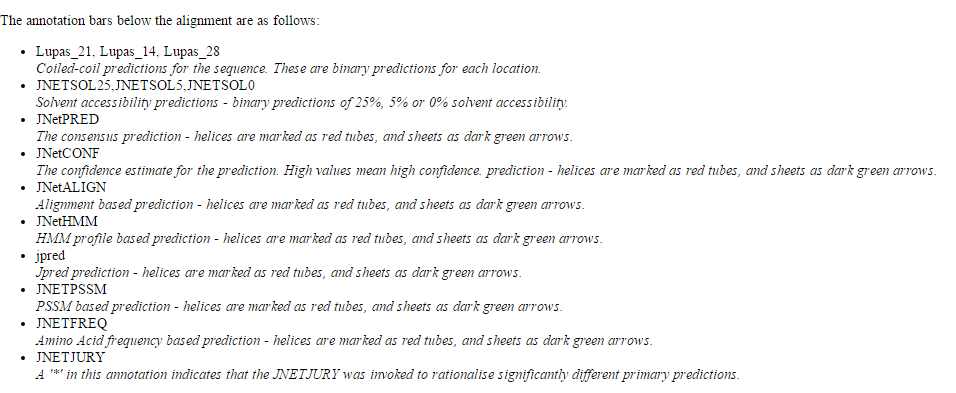 The annotation bars below the alignment are as follows:
• Lupas_21, Lupas_14, Lupas_28
Coiled-coil predictions for the sequence. These are binary predictions for each location.
• JNETSOL25,JNETSOL5,JNETSOL0
Solvent accessibility predictions - binary predictions of 25%, 5% or 0% solvent accessibility.
• JNetPRED
The consensus prediction - helices are marked as red tubes, and sheets as dark green arrows.
• JNetCONF
The confidence estimate for the prediction. High values mean high confidence. prediction - helices are marked as red tubes, and sheets as dark green arrows.
• JNetALIGN
Alignment based prediction - helices are marked as red tubes, and sheets as dark green arrows.
• JNetHMM
HMM profile based prediction - helices are marked as red tubes, and sheets as dark green arrows.
• jpred
Jpred prediction - helices are marked as red tubes, and sheets as dark green arrows.
• JNETPSSM
PSSM based prediction - helices are marked as red tubes, and sheets as dark green arrows.
• JNETFREQ
Amino Acid frequency based prediction - helices are marked as red tubes, and sheets as dark green arrows.
• JNETJURY
A '*' in this annotation indicates that the JNETJURY was invoked to rationalise significantly different primary predictions.